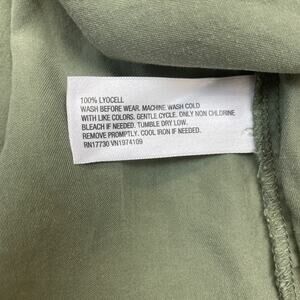 100% LYOCELL
WASH BEFORE WEAR. MACHINE WASH COLD
WITH LIKE COLORS. GENTLE CYCLE. ONLY NON CHLORINE
BLEACH IF NEEDED. TUMBLE DRY LOW.
REMOVE PROMPTLY. COOL IRON IF NEEDED.
RN17730 VN1974109